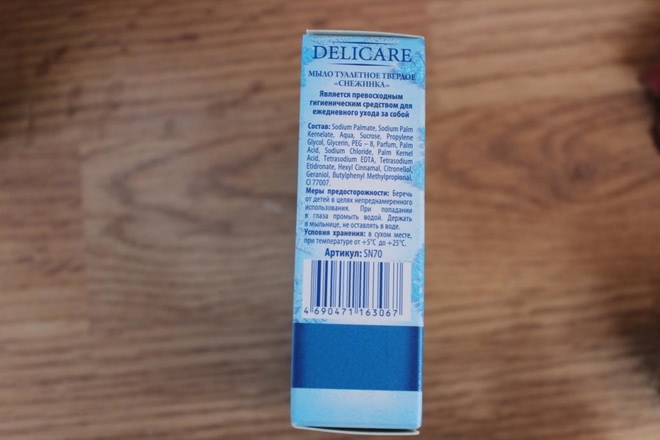 DELICARE
МЫЛО ТУАЛЕТНОЕ ТВЕРДОЕ
«СНЕЖИНКА»
Является превосходным
гигиеническим средством для
ежедневного ухода за собой
Состав: Sodium Palmate, Sodium Palm
Kernelate, Aqua, Sucrose, Propylene
Glycol, Glycerin, PEG – 8, Parfum, Palm
Acid, Sodium Chloride, Palm Kernel
Acid, Tetrasodium EDTA, Tetrasodium
Etidronate, Hexyl Cinnamal, Citronellol,
Geraniol, Butylphenyl Methylpropional,
CI 77007.
Меры предосторожности: Беречь
от детей в целях непреднамеренного
использования. При попадании
в глаза промыть водой. Держать
в мыльнице, не оставлять в воде.
Условия хранения: в сухом месте,
при температуре от +5°С до +25°С.
Артикул: SN70
4 690471 163067